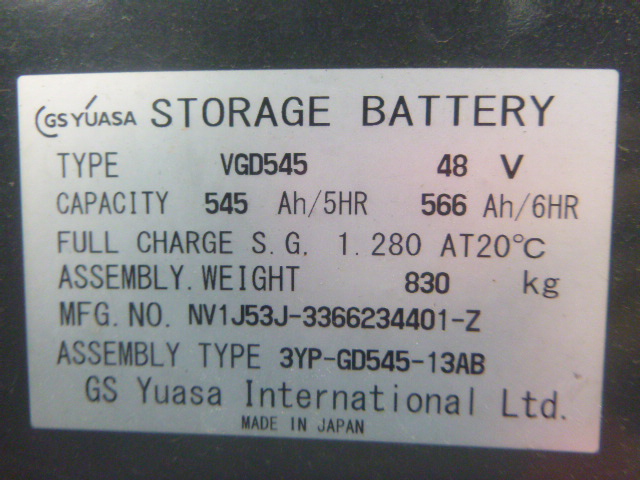 GS YUASA STORAGE BATTERY
TYPE VGD545 48 V
CAPACITY 545 Ah/5HR 566 Ah/6HR
FULL CHARGE S.G. 1.280 AT20℃
ASSEMBLY.WEIGHT 830 kg
MFG.NO. NV1J53J-3366234401-Z
ASSEMBLY TYPE 3YP-GD545-13AB
GS Yuasa International Ltd.
MADE IN JAPAN